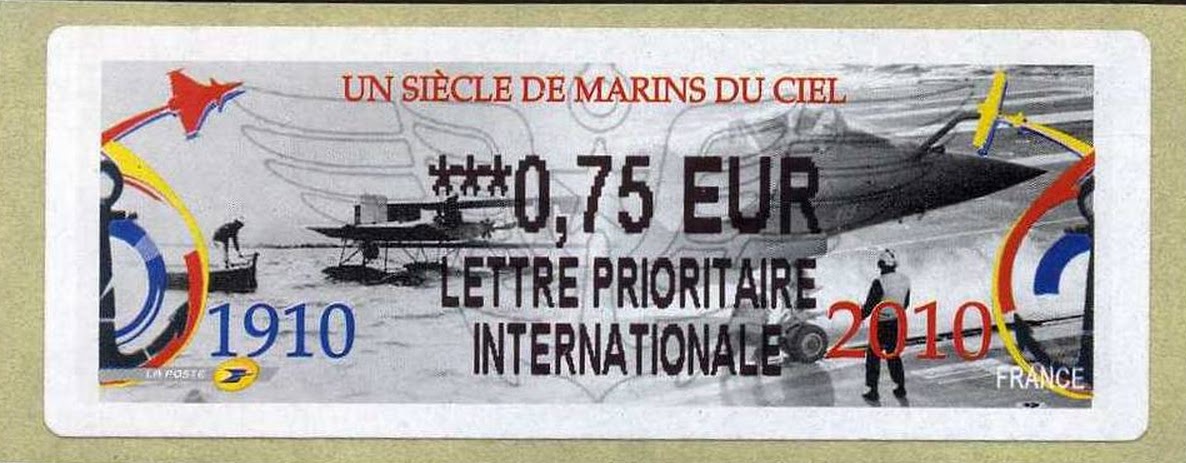 UN SIÈCLE DE MARINS DU CIEL
***0,75 EUR
LETTRE PRIORITAIRE
INTERNATIONALE
1910
2010
LA POSTE
FRANCE